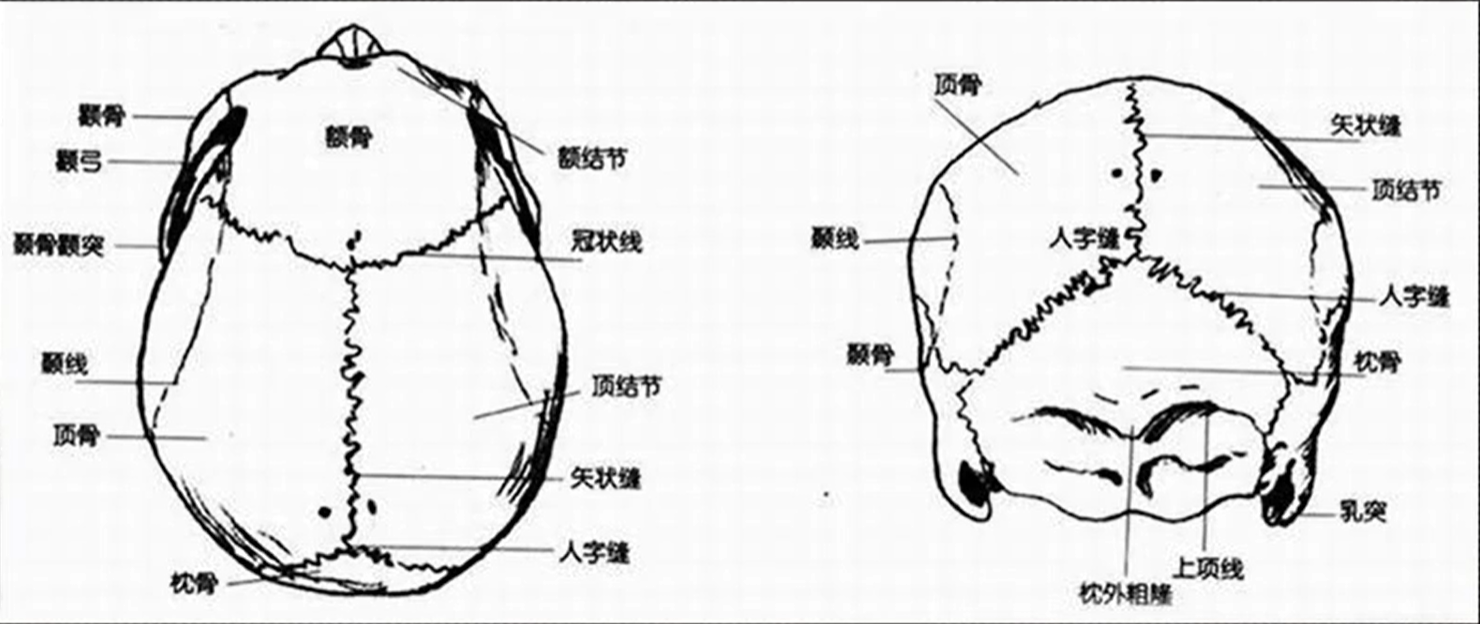 颧骨
颧弓
颞骨颧突
颞线
顶骨
枕骨
额骨
额结节
冠状线
顶结节
矢状缝
人字缝
顶骨
矢状缝
顶结节
颞线
人字缝
人字缝
颞骨
枕骨
乳突
上项线
枕外粗隆